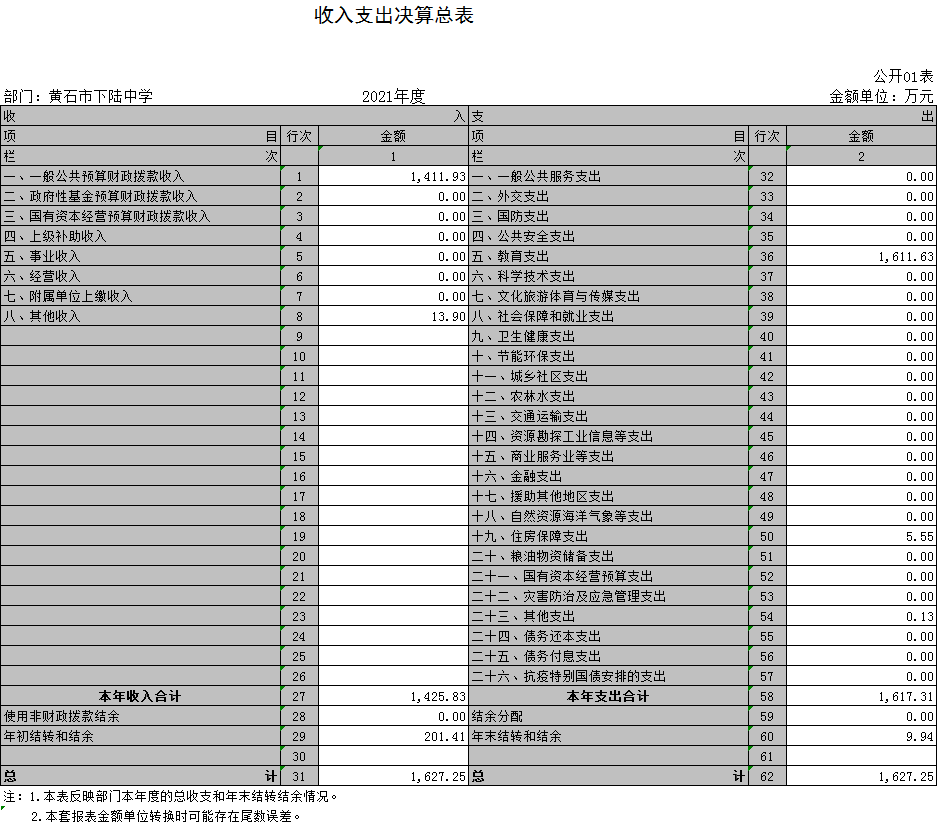 收入支出决算总表
公开01表
部门：黄石市下陆中学 2021年度 金额单位：万元
收 入 支 出
项 目 行次 金额 项 目 行次 金额
栏 次 1 栏 次 2
一、一般公共预算财政拨款收入 1 1,411.93 一、一般公共服务支出 32 0.00
二、政府性基金预算财政拨款收入 2 0.00 二、外交支出 33 0.00
三、国有资本经营预算财政拨款收入 3 0.00 三、国防支出 34 0.00
四、上级补助收入 4 0.00 四、公共安全支出 35 0.00
五、事业收入 5 0.00 五、教育支出 36 1,611.63
六、经营收入 6 0.00 六、科学技术支出 37 0.00
七、附属单位上缴收入 7 0.00 七、文化旅游体育与传媒支出 38 0.00
八、其他收入 8 13.90 八、社会保障和就业支出 39 0.00
9 九、卫生健康支出 40 0.00
10 十、节能环保支出 41 0.00
11 十一、城乡社区支出 42 0.00
12 十二、农林水支出 43 0.00
13 十三、交通运输支出 44 0.00
14 十四、资源勘探工业信息等支出 45 0.00
15 十五、商业服务业等支出 46 0.00
16 十六、金融支出 47 0.00
17 十七、援助其他地区支出 48 0.00
18 十八、自然资源海洋气象等支出 49 0.00
19 十九、住房保障支出 50 5.55
20 二十、粮油物资储备支出 51 0.00
21 二十一、国有资本经营预算支出 52 0.00
22 二十二、灾害防治及应急管理支出 53 0.00
23 二十三、其他支出 54 0.13
24 二十四、债务还本支出 55 0.00
25 二十五、债务付息支出 56 0.00
26 二十六、抗疫特别国债安排的支出 57 0.00
本年收入合计 27 1,425.83 本年支出合计 58 1,617.31
使用非财政拨款结余 28 0.00 结余分配 59 0.00
年初结转和结余 29 201.41 年末结转和结余 60 9.94
30 61
总 计 31 1,627.25 总 计 62 1,627.25
注：1.本表反映部门本年度的总收支和年末结转结余情况。
2.本套报表金额单位转换时可能存在尾数误差。